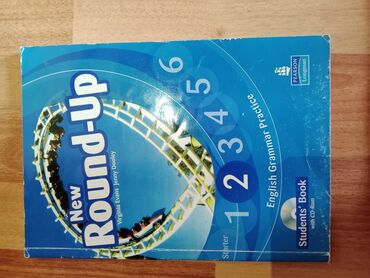 New
Round-Up
Virginia Evans Jenny Dooley
Starter 1 2 3 4 5 6
English Grammar Practice
Students' Book
with CD-Rom
PEARSON
Longman